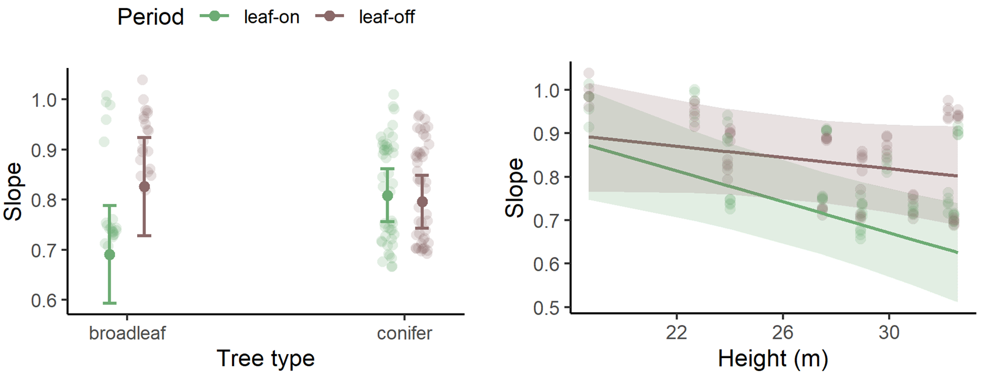 Period leaf-on leaf-off
Slope
1.0
0.9
0.8
0.7
0.6
broadleaf conifer
Tree type
Slope
1.0
0.9
0.8
0.7
0.6
0.5
22 26 30
Height (m)